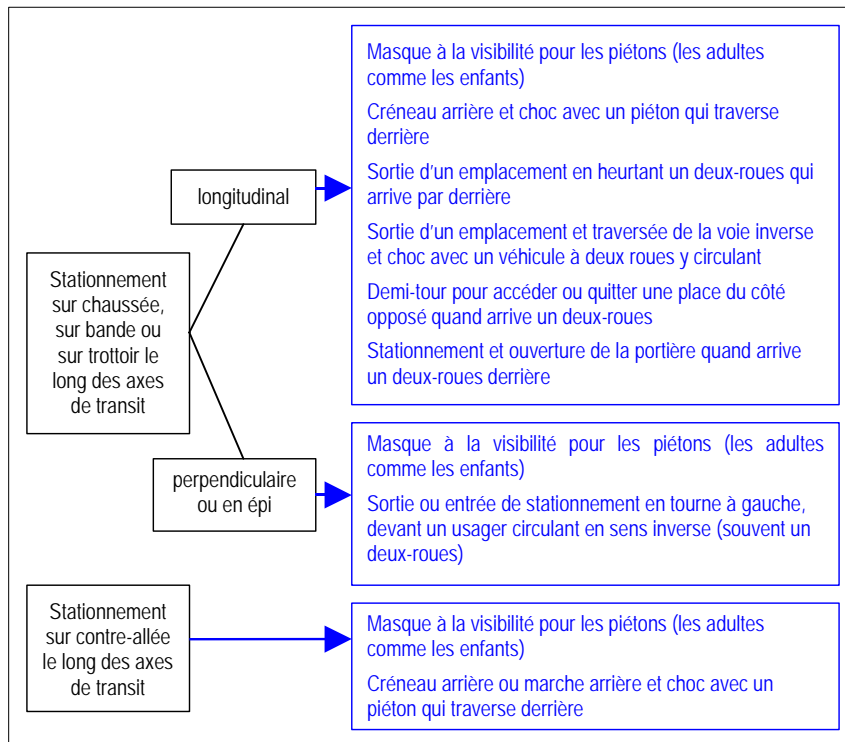 Stationnement
sur chaussée,
sur bande ou
sur trottoir le
long des axes
de transit
longitudinal
Masque à la visibilité pour les piétons (les adultes
comme les enfants)
Créneau arrière et choc avec un piéton qui traverse
derrière
Sortie d'un emplacement en heurtant un deux-roues qui
arrive par derrière
Sortie d'un emplacement et traversée de la voie inverse
et choc avec un véhicule à deux roues y circulant
Demi-tour pour accéder ou quitter une place du côté
opposé quand arrive un deux-roues
Stationnement et ouverture de la portière quand arrive
un deux-roues derrière
perpendiculaire
ou en épi
Masque à la visibilité pour les piétons (les adultes
comme les enfants)
Sortie ou entrée de stationnement en tourne à gauche,
devant un usager circulant en sens inverse (souvent un
deux-roues)
Stationnement
sur contre-allée
le long des axes
de transit
Masque à la visibilité pour les piétons (les adultes
comme les enfants)
Créneau arrière ou marche arrière et choc avec un
piéton qui traverse derrière